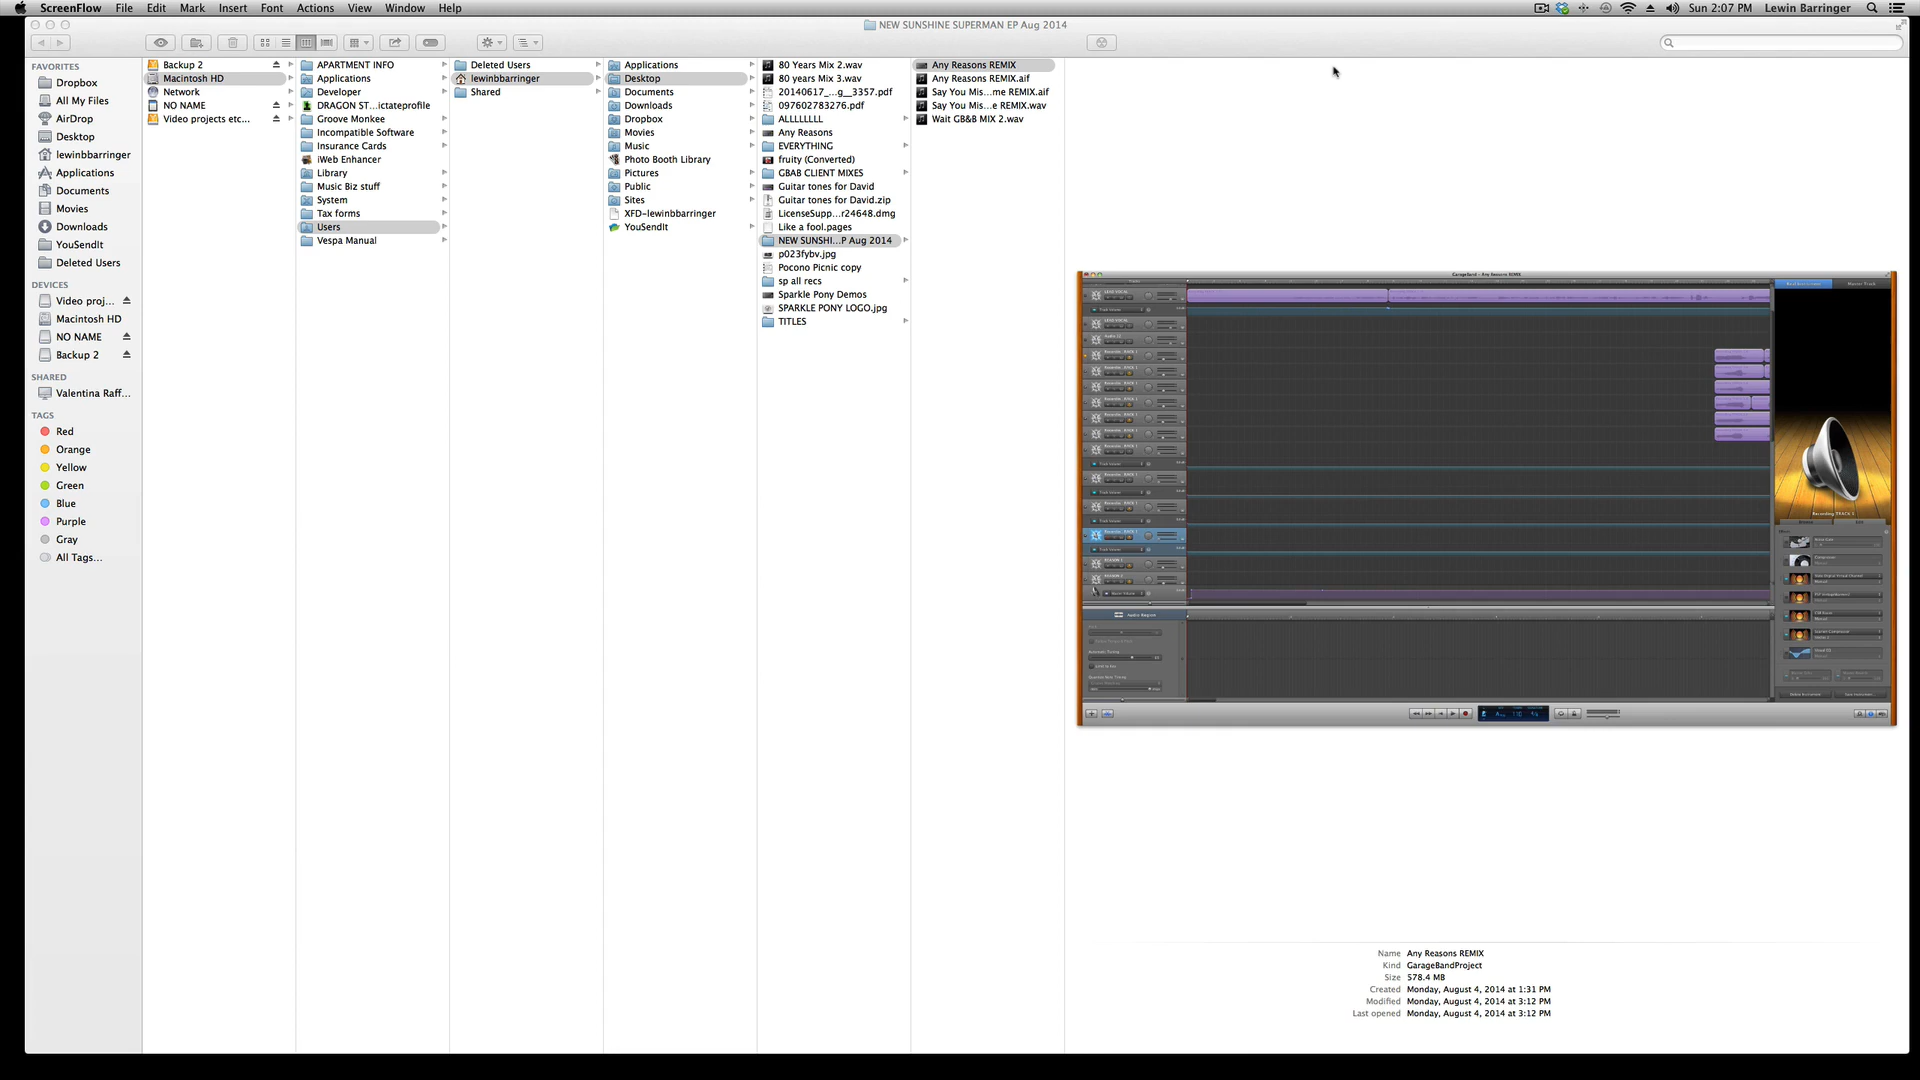 ScreenFlow File Edit Mark Insert Font Actions View Window Help Sun 2:07 PM Lewin Barringer
NEW SUNSHINE SUPERMAN EP Aug 2014
FAVORITES
Dropbox
All My Files
AirDrop
Desktop
lewinbbarringer
Applications
Documents
Movies
Downloads
YouSendIt
Deleted Users
DEVICES
Video proj...
Macintosh HD
NO NAME
Backup 2
SHARED
Valentina Raff...
TAGS
Red
Orange
Yellow
Green
Blue
Purple
Gray
All Tags...
Backup 2
Macintosh HD
Network
NO NAME
Video projects etc...
APARTMENT INFO
Applications
Developer
DRAGON ST...ictateprofile
Groove Monkee
Incompatible Software
Insurance Cards
iWeb Enhancer
Library
Music Biz stuff
System
Tax forms
Users
Vespa Manual
Deleted Users
lewinbbarringer
Shared
Applications
Desktop
Documents
Downloads
Dropbox
Movies
Music
Photo Booth Library
Pictures
Public
Sites
XFD-lewinbbarringer
YouSendIt
80 Years Mix 2.wav
80 years Mix 3.wav
20140617_...g__3357.pdf
097602783276.pdf
ALLLLLLL
Any Reasons
EVERYTHING
fruity (Converted)
GBAB CLIENT MIXES
Guitar tones for David
Guitar tones for David.zip
LicenseSupp...r24648.dmg
Like a fool.pages
NEW SUNSHI...P Aug 2014
p023fybv.jpg
Pocono Picnic copy
sp all recs
Sparkle Pony Demos
SPARKLE PONY LOGO.jpg
TITLES
Any Reasons REMIX
Any Reasons REMIX.aif
Say You Mis...me REMIX.aif
Say You Mis...e REMIX.wav
Wait GB&B MIX 2.wav
GarageBand - Any Reasons REMIX
Audio Region
Name Any Reasons REMIX
Kind GarageBandProject
Size 578.4 MB
Created Monday, August 4, 2014 at 1:31 PM
Modified Monday, August 4, 2014 at 3:12 PM
Last opened Monday, August 4, 2014 at 3:12 PM